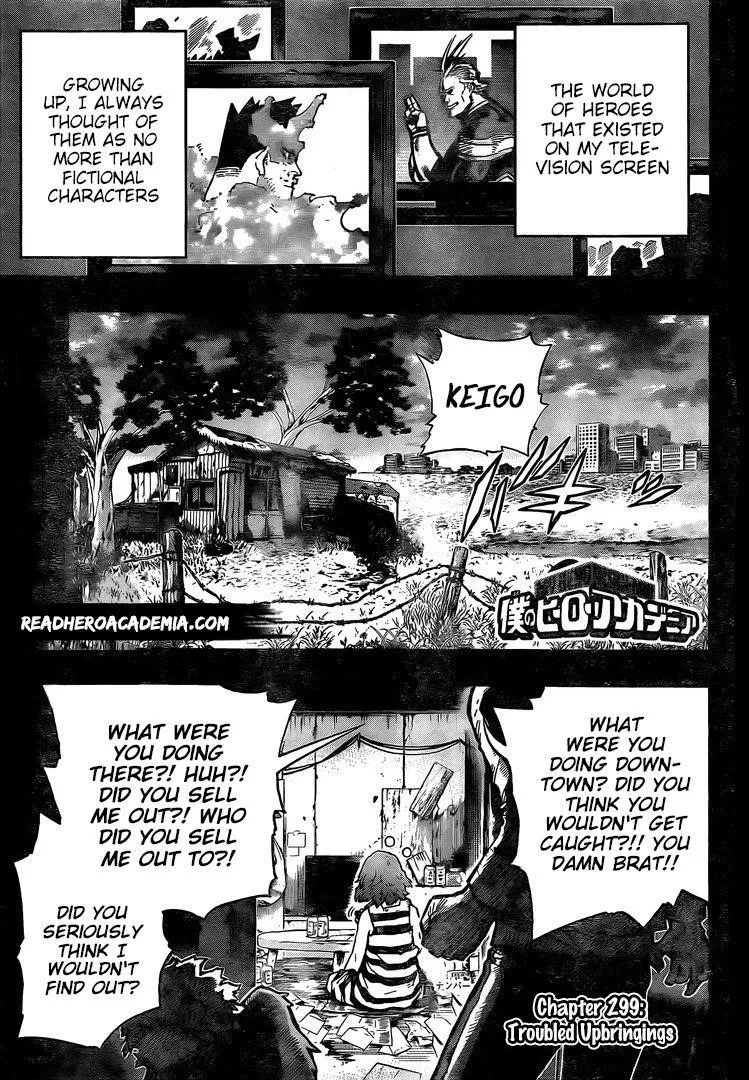 THE WORLD
OF HEROES
THAT EXISTED
ON MY TELE-
VISION SCREEN
GROWING
UP, I ALWAYS
THOUGHT OF
THEM AS NO
MORE THAN
FICTIONAL
CHARACTERS
KEIGO
READHEROACADEMIA.COM
僕のヒーローアカデミア
WHAT
WERE YOU
DOING DOWN-
TOWN? DID YOU
THINK YOU
WOULDN'T GET
CAUGHT?!! YOU
DAMN BRAT!!
WHAT WERE
YOU DOING
THERE?! HUH?!
DID YOU SELL
ME OUT?! WHO
DID YOU SELL
ME OUT TO?!
DID YOU
SERIOUSLY
THINK I
WOULDN'T
FIND OUT?
ナンバー
Chapter 299:
Troubled Upbringings